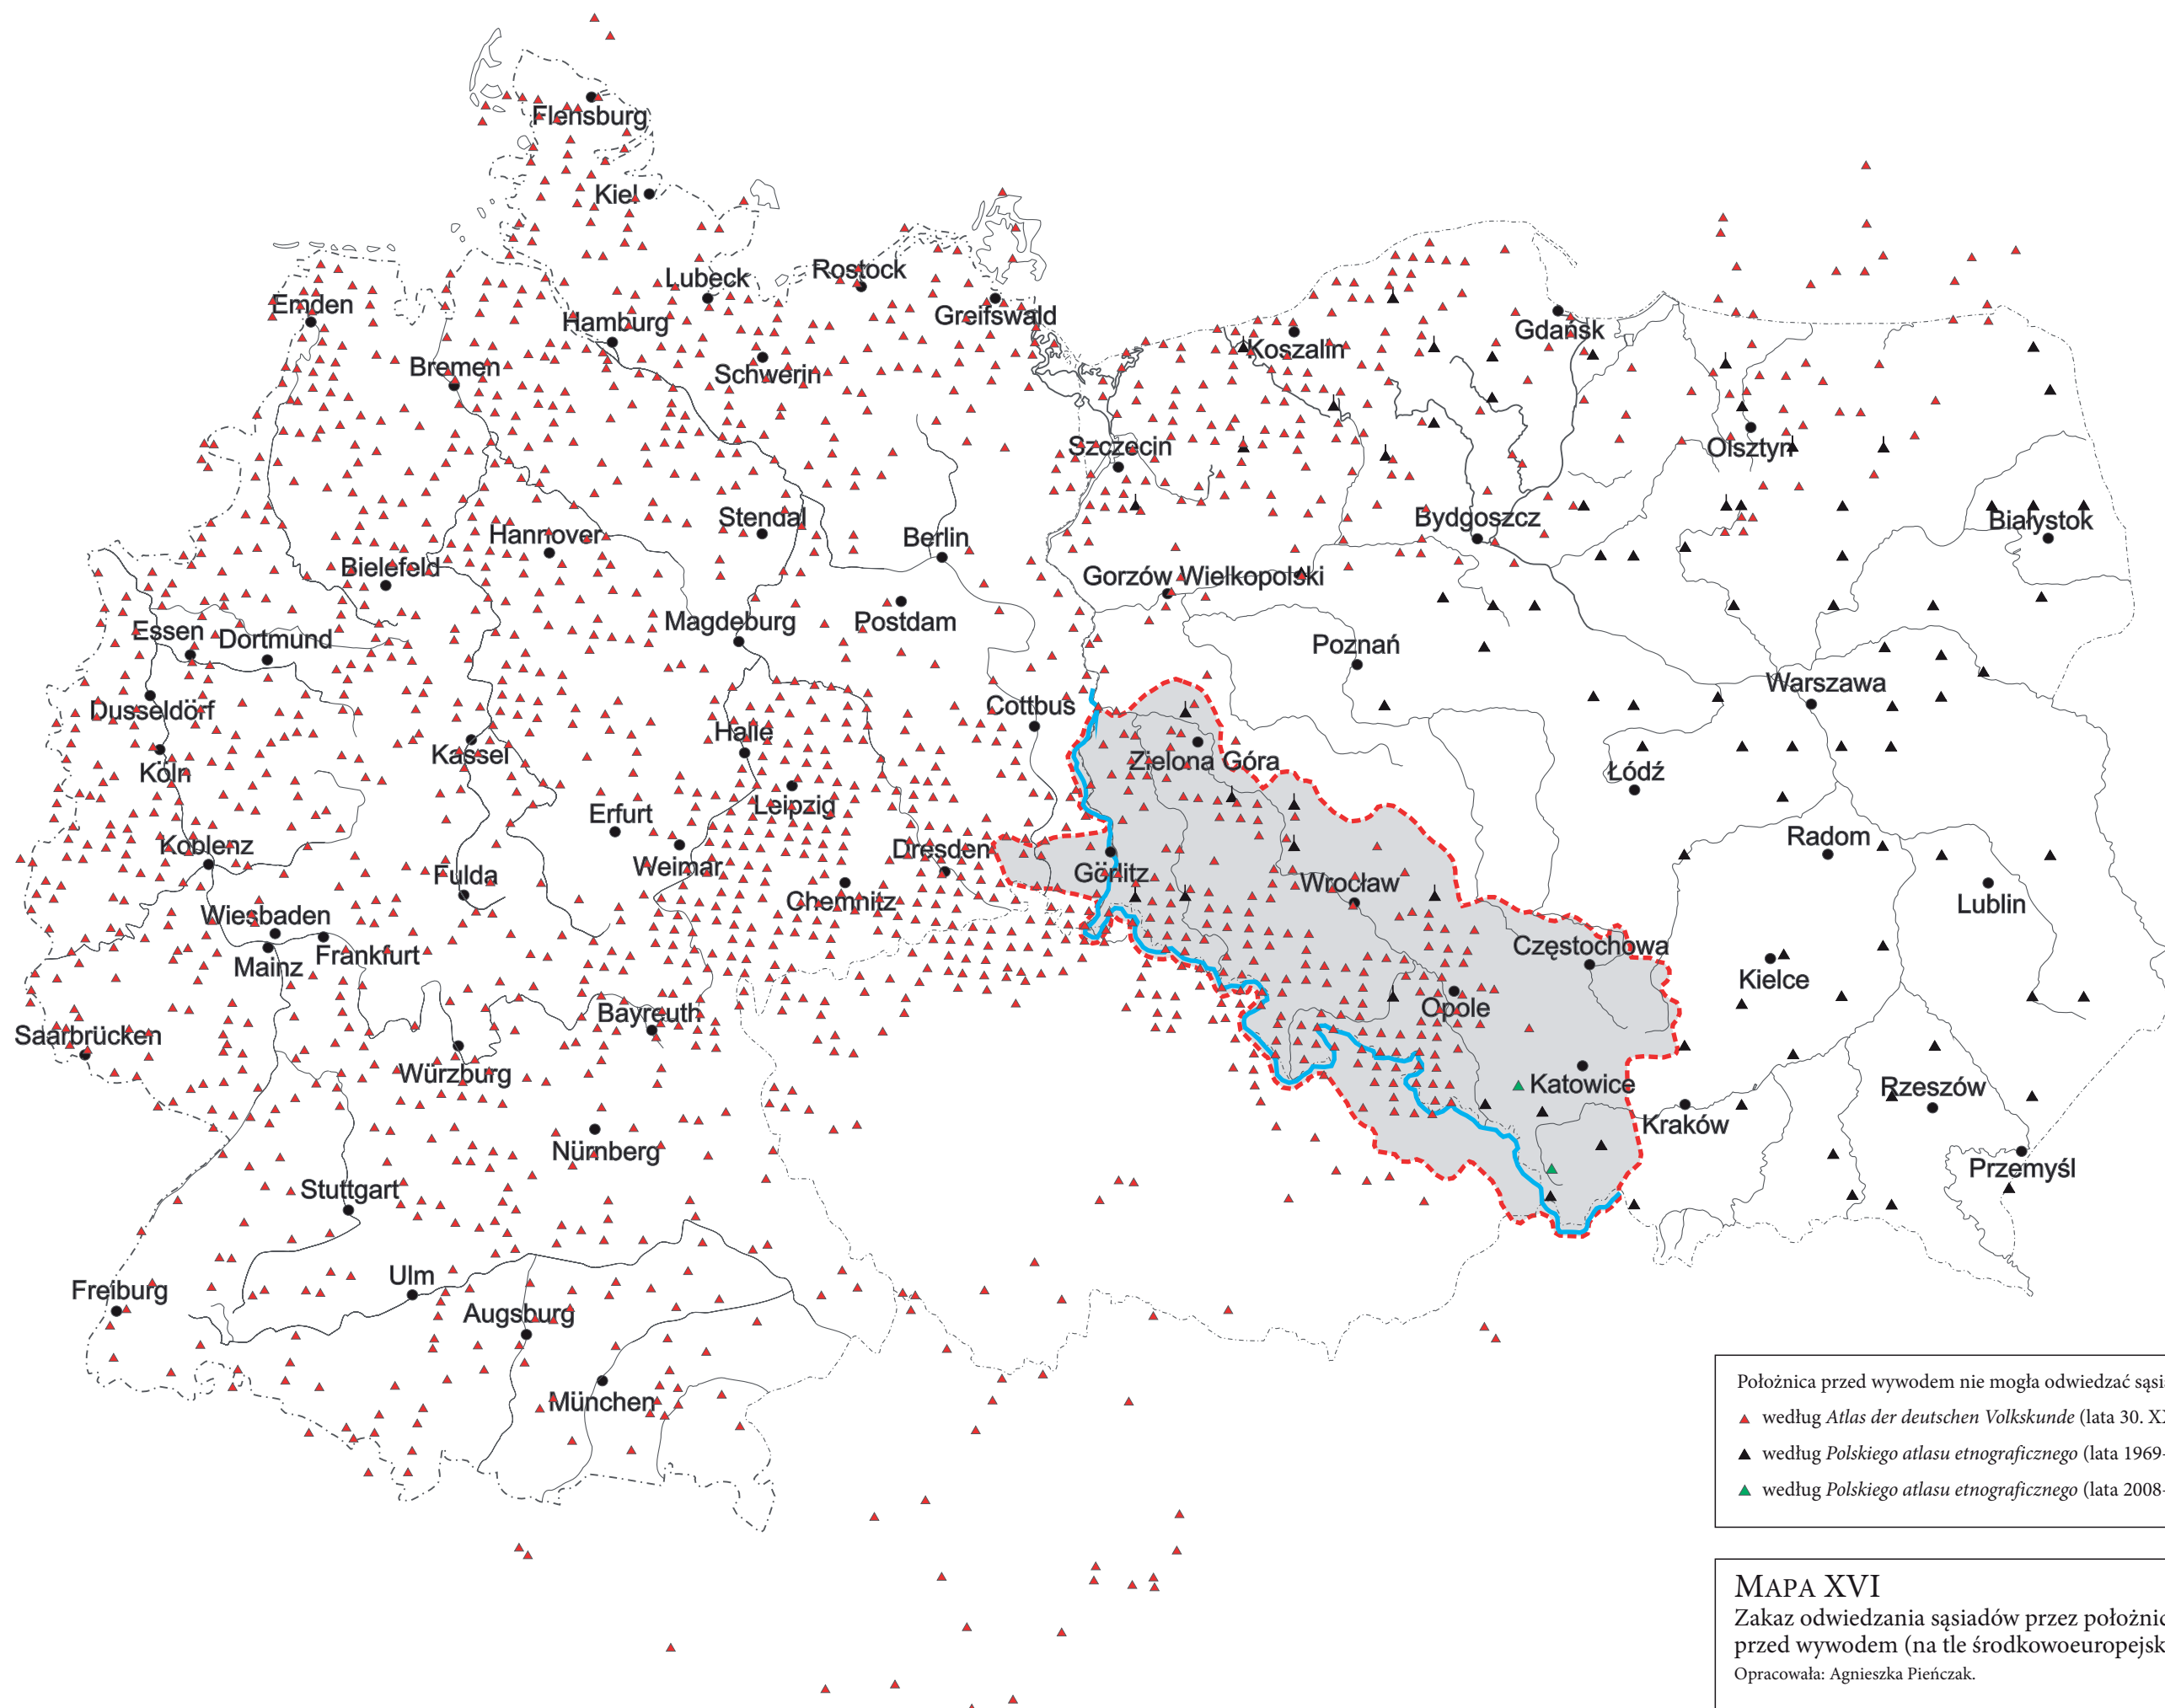 Flensburg
Kiel
Lubeck
Rostock
Greifswald
Emden
Hamburg
Koszalin
Gdańsk
Bremen
Schwerin
Szczecin
Olsztyn
Stendal
Bydgoszcz
Białystok
Hannover
Berlin
Bielefeld
Gorzów Wielkopolski
Magdeburg
Postdam
Essen
Dortmund
Poznań
Warszawa
Dusseldörf
Cottbus
Halle
Kassel
Zielona Góra
Köln
Łódź
Leipzig
Erfurt
Radom
Koblenz
Dresden
Weimar
Fulda
Görlitz
Wrocław
Chemnitz
Lublin
Wiesbaden
Frankfurt
Częstochowa
Mainz
Kielce
Opole
Bayreuth
Saarbrücken
Würzburg
Katowice
Rzeszów
Kraków
Nürnberg
Przemyśl
Stuttgart
Freiburg
Ulm
Augsburg
München
Położnica przed wywodem nie mogła odwiedzać
według Atlas der deutschen Volkskunde (lata 30.
według Polskiego atlasu etnograficznego (lata 1969-
według Polskiego atlasu etnograficznego (lata 2008-
MAPA XVI
Zakaz odwiedzania sąsiadów przez
przed wywodem (na tle
Opracowała: Agnieszka Pieńczak.